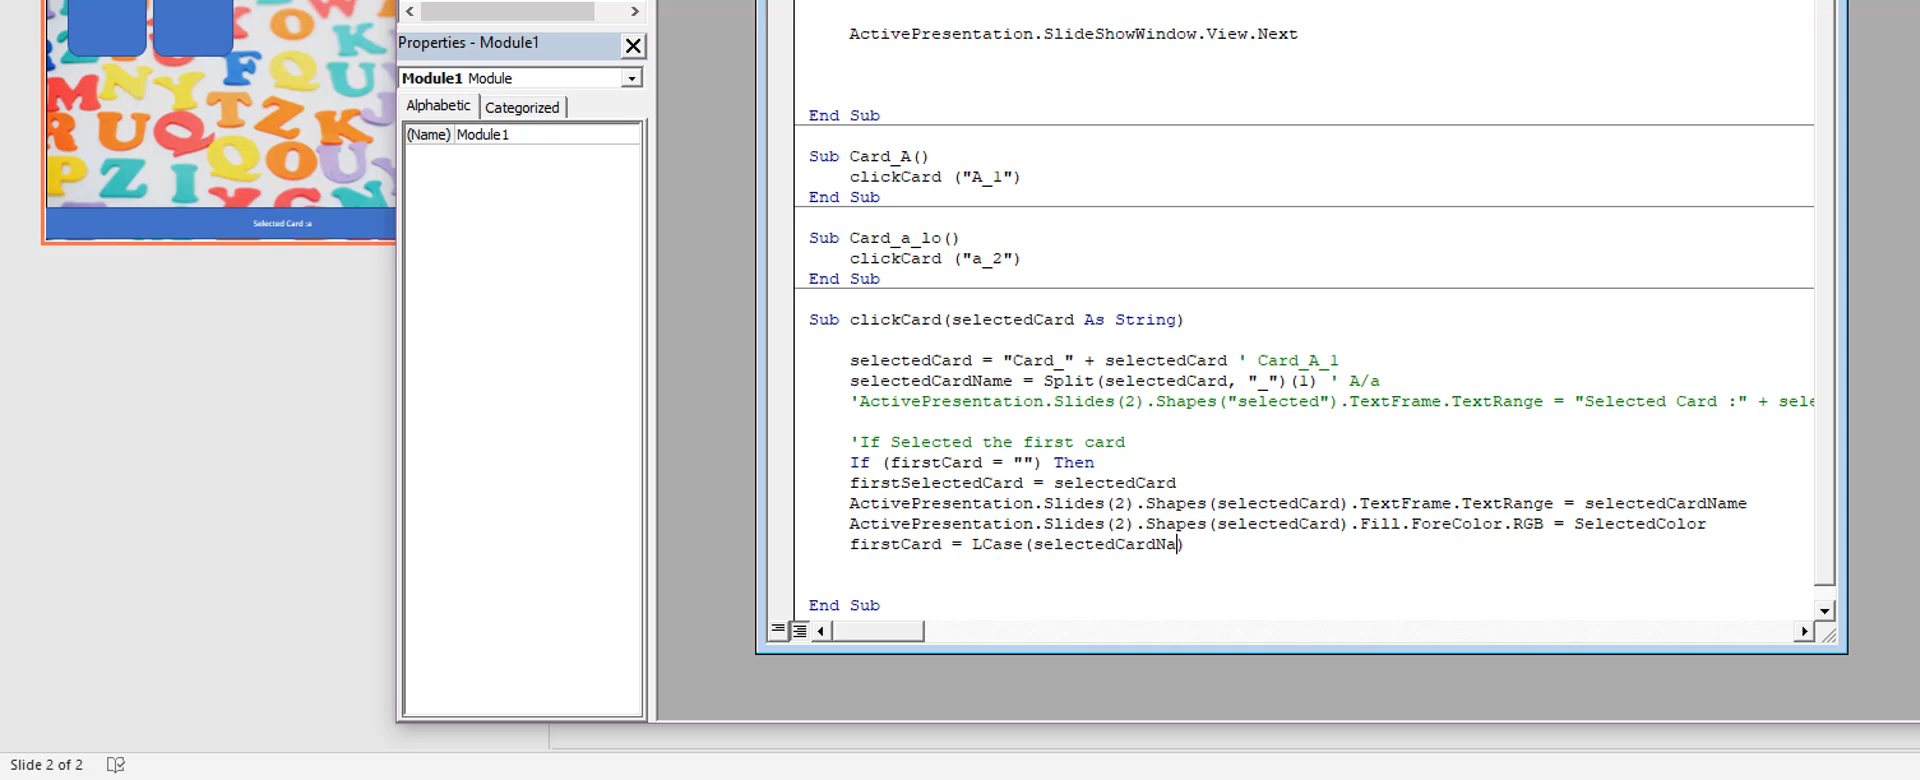 Selected Card :a
Properties - Module1
Module1 Module
Alphabetic Categorized
(Name) Module1
ActivePresentation.SlideShowWindow.View.Next
End Sub
Sub Card_A()
clickCard ("A_1")
End Sub
Sub Card_a_lo()
clickCard ("a_2")
End Sub
Sub clickCard(selectedCard As String)
selectedCard = "Card_" + selectedCard ' Card_A_1
selectedCardName = Split(selectedCard, "_")(1) ' A/a
'ActivePresentation.Slides(2).Shapes("selected").TextFrame.TextRange = "Selected Card :" + sele
'If Selected the first card
If (firstCard = "") Then
firstSelectedCard = selectedCard
ActivePresentation.Slides(2).Shapes(selectedCard).TextFrame.TextRange = selectedCardName
ActivePresentation.Slides(2).Shapes(selectedCard).Fill.ForeColor.RGB = SelectedColor
firstCard = LCase(selectedCardNa)
End Sub
Slide 2 of 2